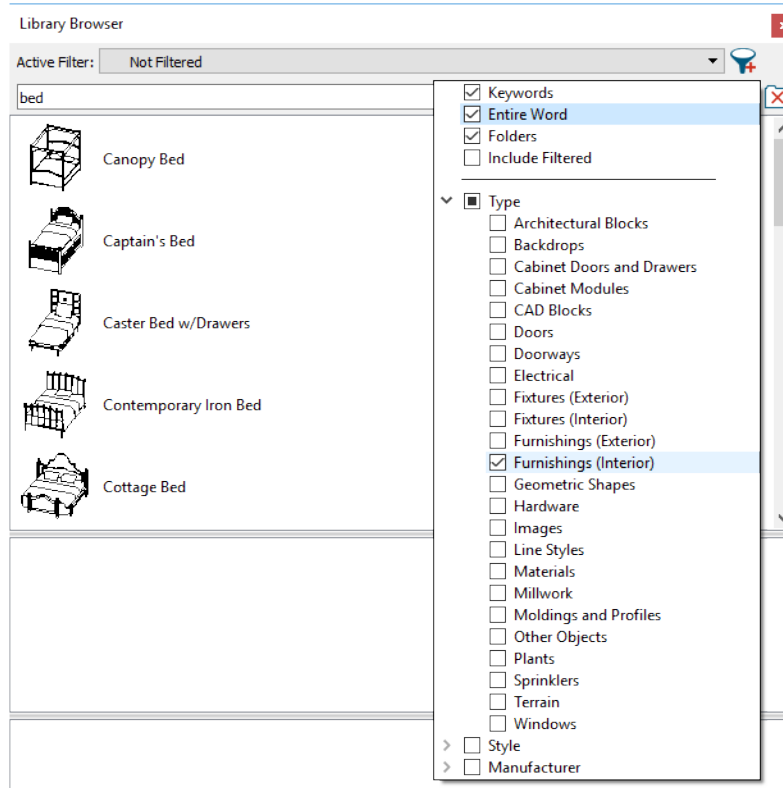 Library Browser
Active Filter: Not Filtered
bed
Canopy Bed
Captain's Bed
Caster Bed w/Drawers
Contemporary Iron Bed
Cottage Bed
Keywords
Entire Word
Folders
Include Filtered
Type
Architectural Blocks
Backdrops
Cabinet Doors and Drawers
Cabinet Modules
CAD Blocks
Doors
Doorways
Electrical
Fixtures (Exterior)
Fixtures (Interior)
Furnishings (Exterior)
Furnishings (Interior)
Geometric Shapes
Hardware
Images
Line Styles
Materials
Millwork
Moldings and Profiles
Other Objects
Plants
Sprinklers
Terrain
Windows
Style
Manufacturer